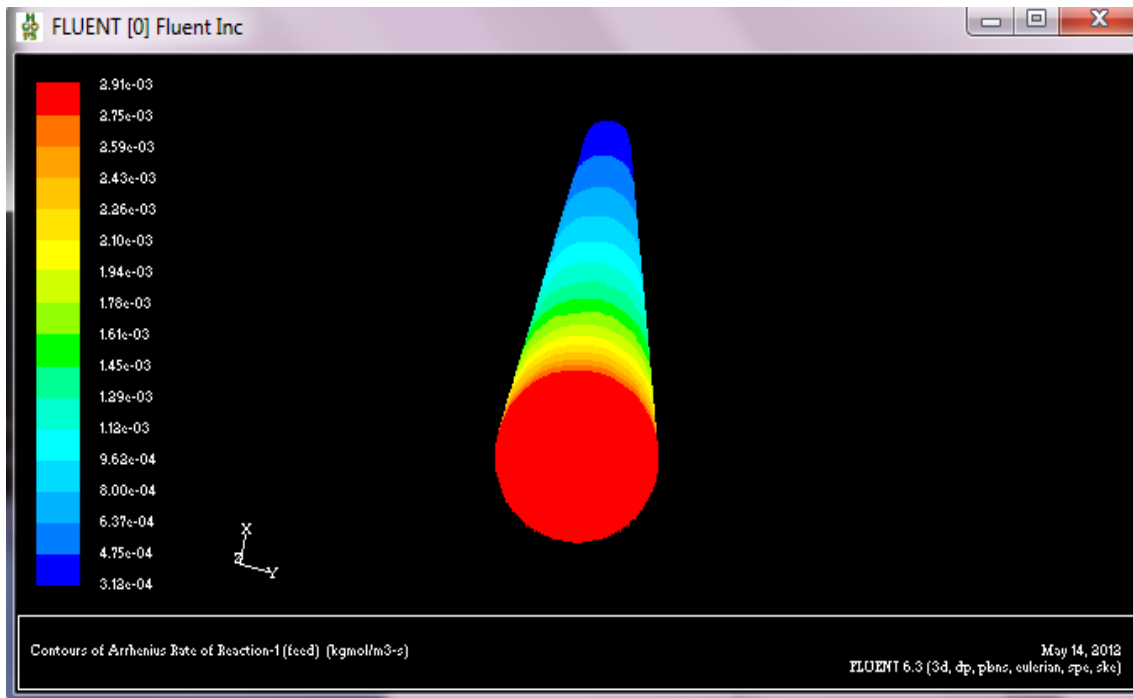 FLUENT [0] Fluent Inc
2.91e-03
2.75e-03
2.59e-03
2.43e-03
2.26e-03
2.10e-03
1.94e-03
1.78e-03
1.61e-03
1.45e-03
1.29e-03
1.12e-03
9.62e-04
8.00e-04
6.37e-04
4.75e-04
3.12e-04
X
Z
Y
Contours of Arrhenius Rate of Reaction-1 (feed) (kgmol/m3-s)
May 14, 2012
FLUENT 6.3 (3d, dp, pbns, eulerian, spe, ske)